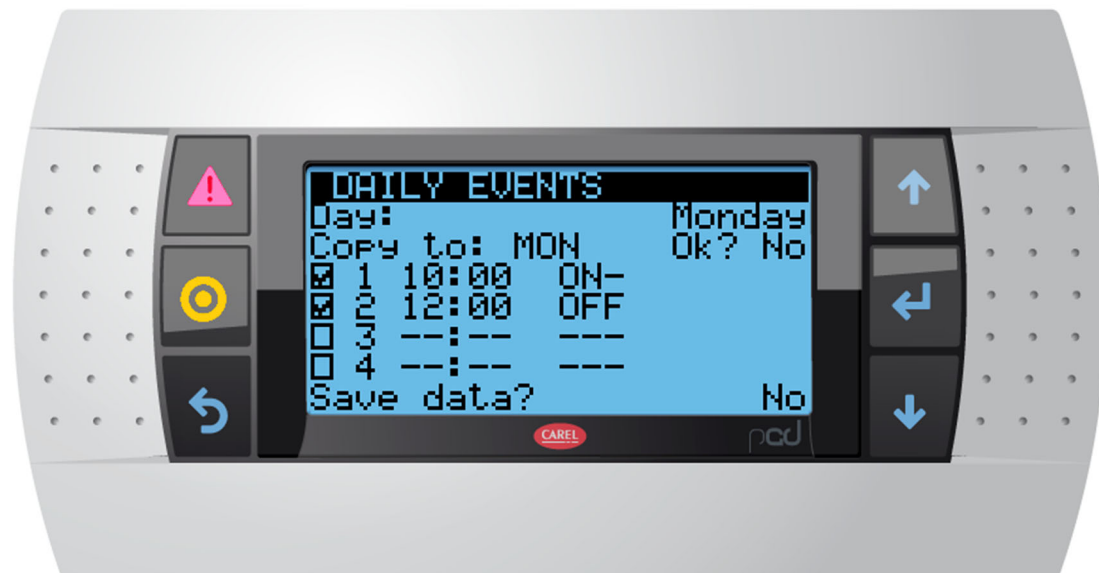 DAILY EVENTS
Day: Monday
Copy to: MON Ok? No
1 10:00 ON-
2 12:00 OFF
3 --:-- ---
4 --:-- ---
Save data? No
CAREL
pGD